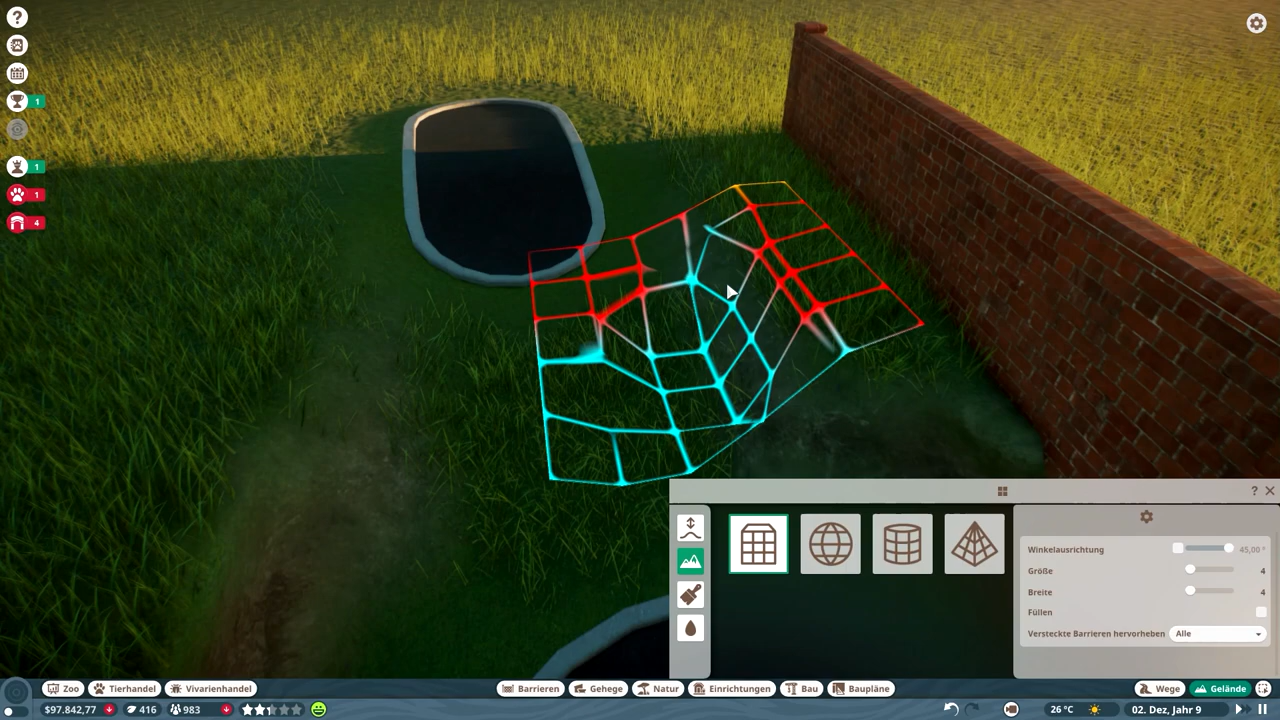 ?
1
1
1
4
?
Winkelausrichtung 45,00 °
Größe 4
Breite 4
Füllen
Versteckte Barrieren hervorheben Alle
Zoo Tierhandel Vivarienhandel Barrieren Gehege Natur Einrichtungen Bau Baupläne Wege Gelände
$97.842,77 416 983 26 °C 02. Dez, Jahr 9